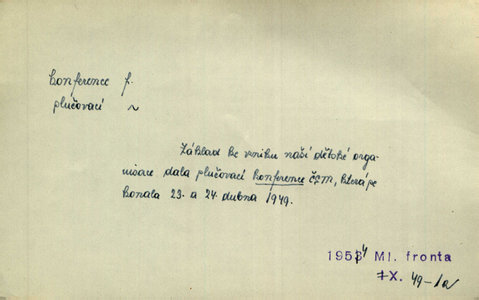 konference f.
plučovací ~
Základ ke vzniku naší dětské orga-
nisace dala plučovací konference ČSM, která se
konala 23. a 24. dubna 1949.
1954 Ml. fronta
X. 49-1a